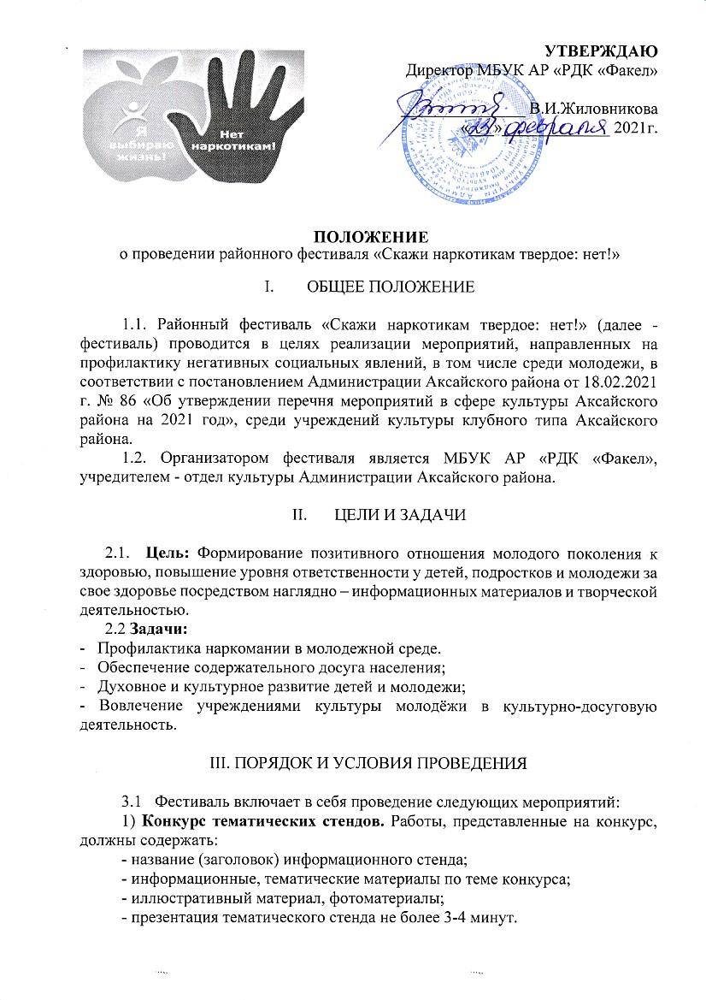 УТВЕРЖДАЮ
Директор МБУК АР «РДК «Факел»
В.И.Жиловникова
« » февраля 2021г.
Я
выбираю
жизнь!
Нет
наркотикам!
ПОЛОЖЕНИЕ
о проведении районного фестиваля «Скажи наркотикам твердое: нет!»
I. ОБЩЕЕ ПОЛОЖЕНИЕ
1.1. Районный фестиваль «Скажи наркотикам твердое: нет!» (далее -
фестиваль) проводится в целях реализации мероприятий, направленных на
профилактику негативных социальных явлений, в том числе среди молодежи, в
соответствии с постановлением Администрации Аксайского района от 18.02.2021
г. № 86 «Об утверждении перечня мероприятий в сфере культуры Аксайского
района на 2021 год», среди учреждений культуры клубного типа Аксайского
района.
1.2. Организатором фестиваля является МБУК АР «РДК «Факел»,
учредителем - отдел культуры Администрации Аксайского района.
II. ЦЕЛИ И ЗАДАЧИ
2.1. Цель: Формирование позитивного отношения молодого поколения к
здоровью, повышение уровня ответственности у детей, подростков и молодежи за
свое здоровье посредством наглядно – информационных материалов и творческой
деятельностью.
2.2 Задачи:
- Профилактика наркомании в молодежной среде.
- Обеспечение содержательного досуга населения;
- Духовное и культурное развитие детей и молодежи;
- Вовлечение учреждениями культуры молодёжи в культурно-досуговую
деятельность.
III. ПОРЯДОК И УСЛОВИЯ ПРОВЕДЕНИЯ
3.1 Фестиваль включает в себя проведение следующих мероприятий:
1) Конкурс тематических стендов. Работы, представленные на конкурс,
должны содержать:
- название (заголовок) информационного стенда;
- информационные, тематические материалы по теме конкурса;
- иллюстративный материал, фотоматериалы;
- презентация тематического стенда не более 3-4 минут.